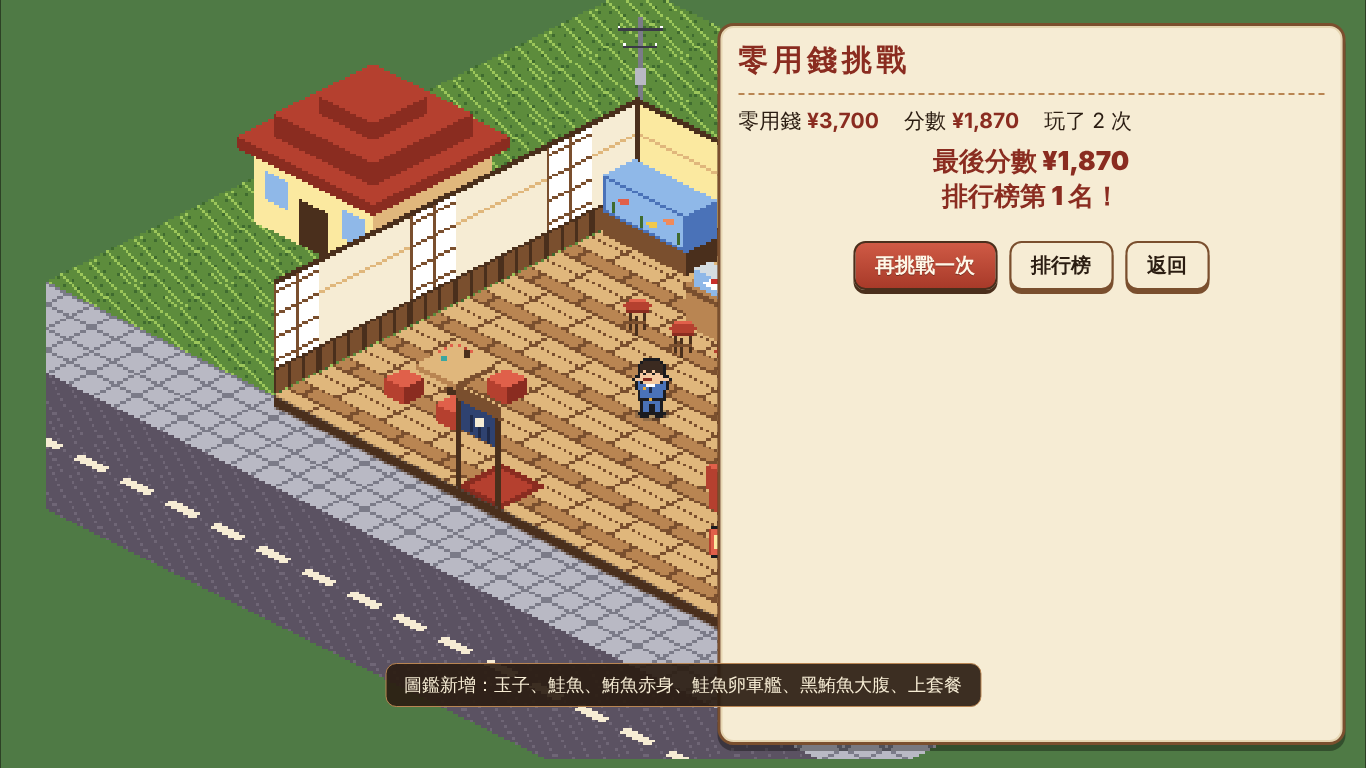 零用錢挑戰
零用錢 ¥3,700 分數 ¥1,870 玩了 2 次
最後分數 ¥1,870
排行榜第 1 名！
再挑戰一次 排行榜 返回
圖鑑新增：玉子、鮭魚、鮪魚赤身、鮭魚卵軍艦、黑鮪魚大腹、上套餐